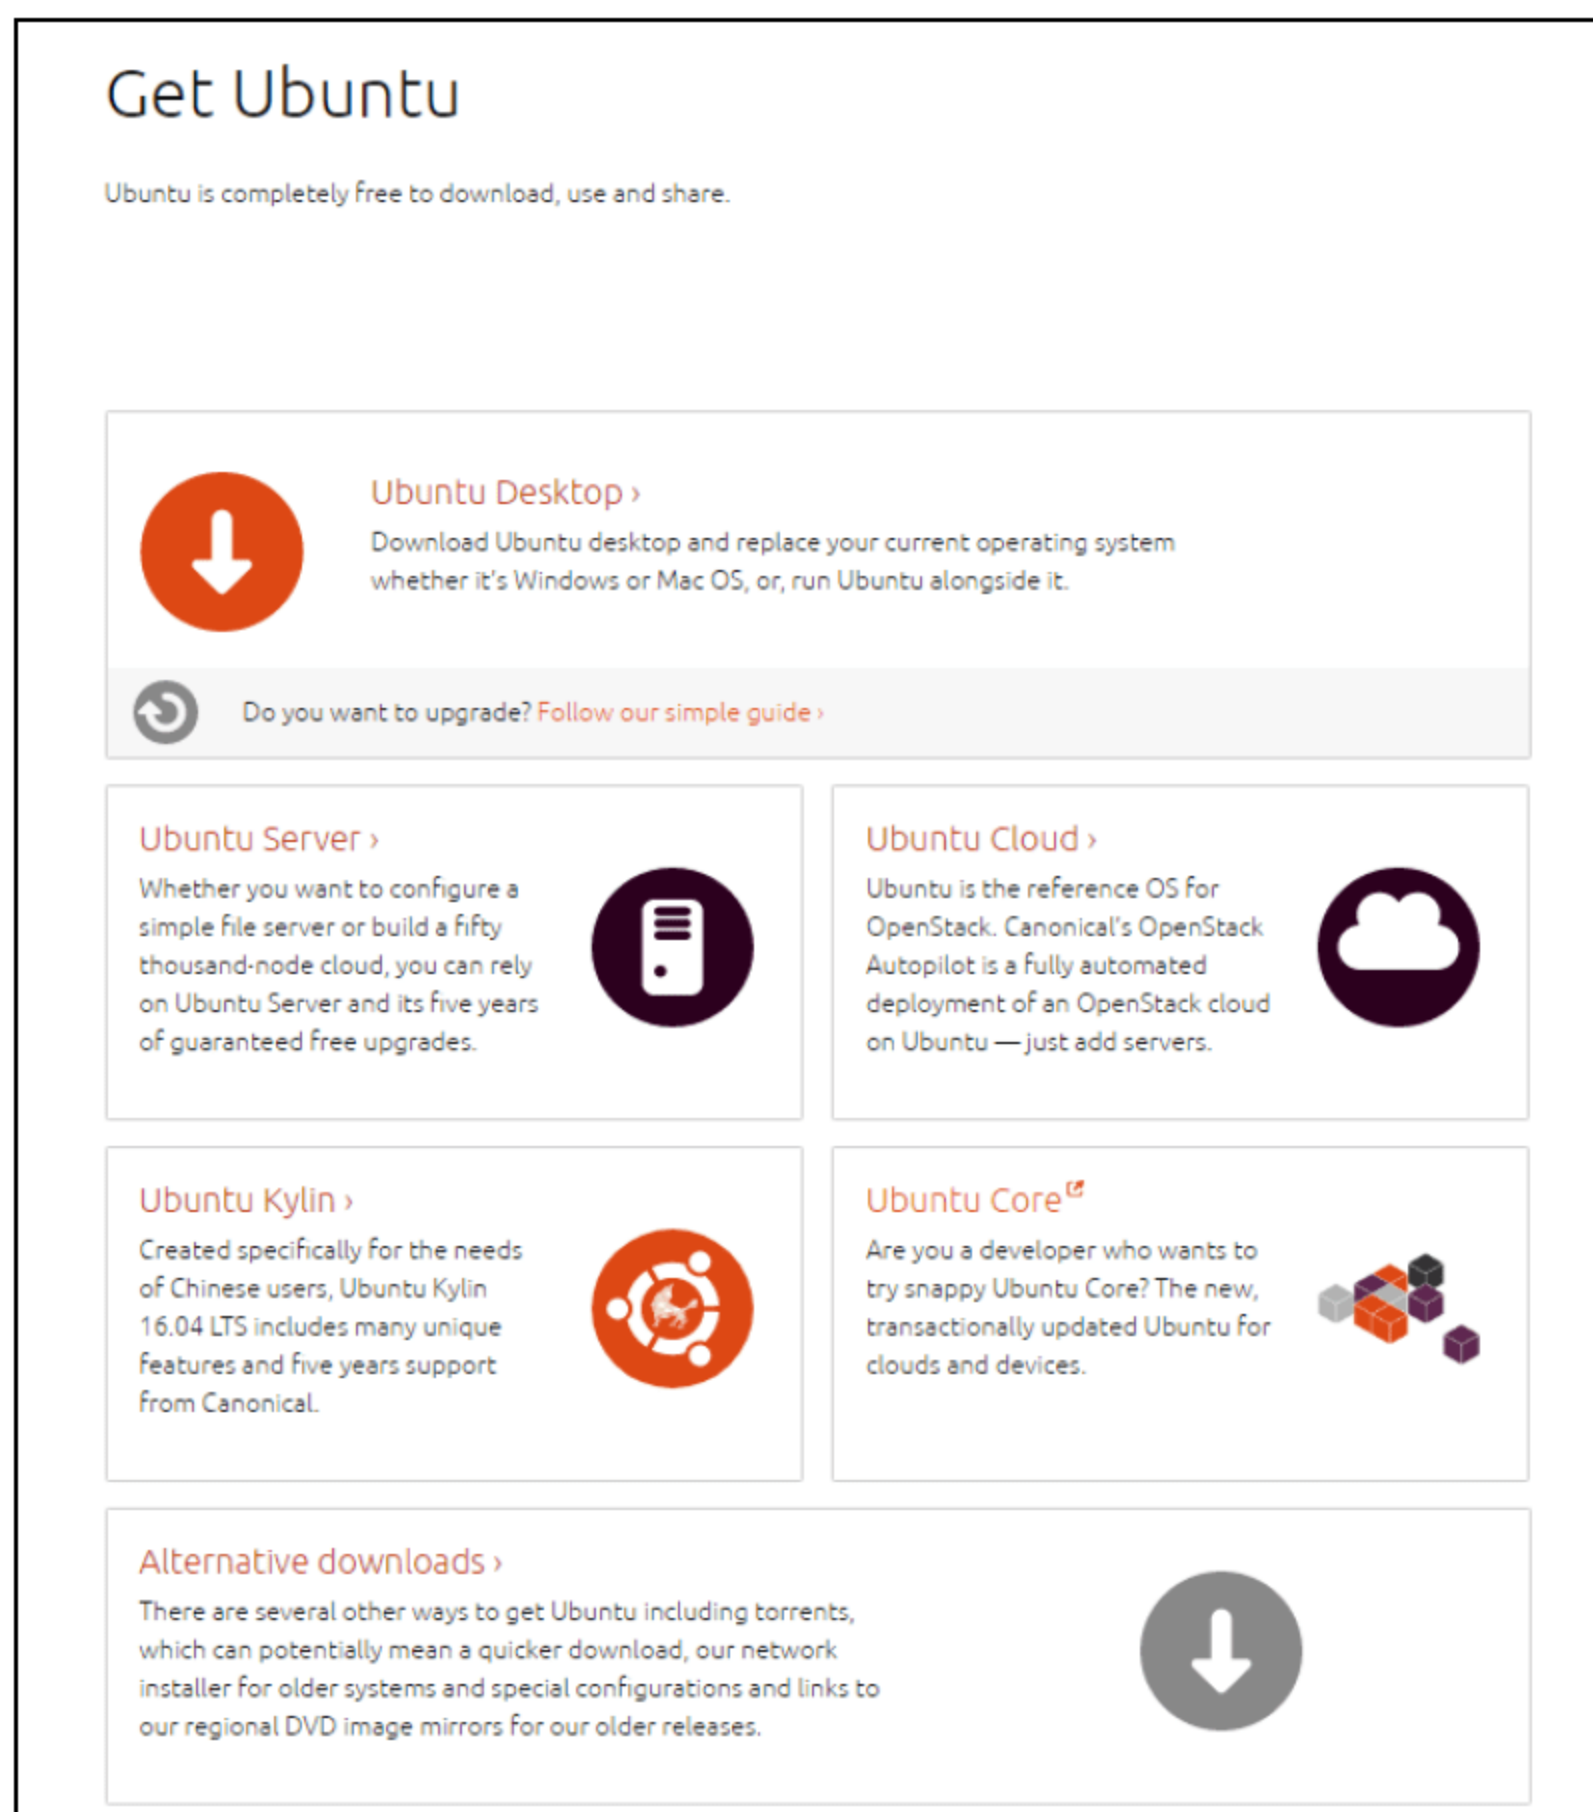 Get Ubuntu
Ubuntu is completely free to download, use and share.
Ubuntu Desktop ›
Download Ubuntu desktop and replace your current operating system
whether it's Windows or Mac OS, or, run Ubuntu alongside it.
Do you want to upgrade? Follow our simple guide ›
Ubuntu Server ›
Whether you want to configure a
simple file server or build a fifty
thousand-node cloud, you can rely
on Ubuntu Server and its five years
of guaranteed free upgrades.
Ubuntu Cloud ›
Ubuntu is the reference OS for
OpenStack. Canonical's OpenStack
Autopilot is a fully automated
deployment of an OpenStack cloud
on Ubuntu — just add servers.
Ubuntu Kylin ›
Created specifically for the needs
of Chinese users, Ubuntu Kylin
16.04 LTS includes many unique
features and five years support
from Canonical.
Ubuntu Core
Are you a developer who wants to
try snappy Ubuntu Core? The new,
transactionally updated Ubuntu for
clouds and devices.
Alternative downloads ›
There are several other ways to get Ubuntu including torrents,
which can potentially mean a quicker download, our network
installer for older systems and special configurations and links to
our regional DVD image mirrors for our older releases.